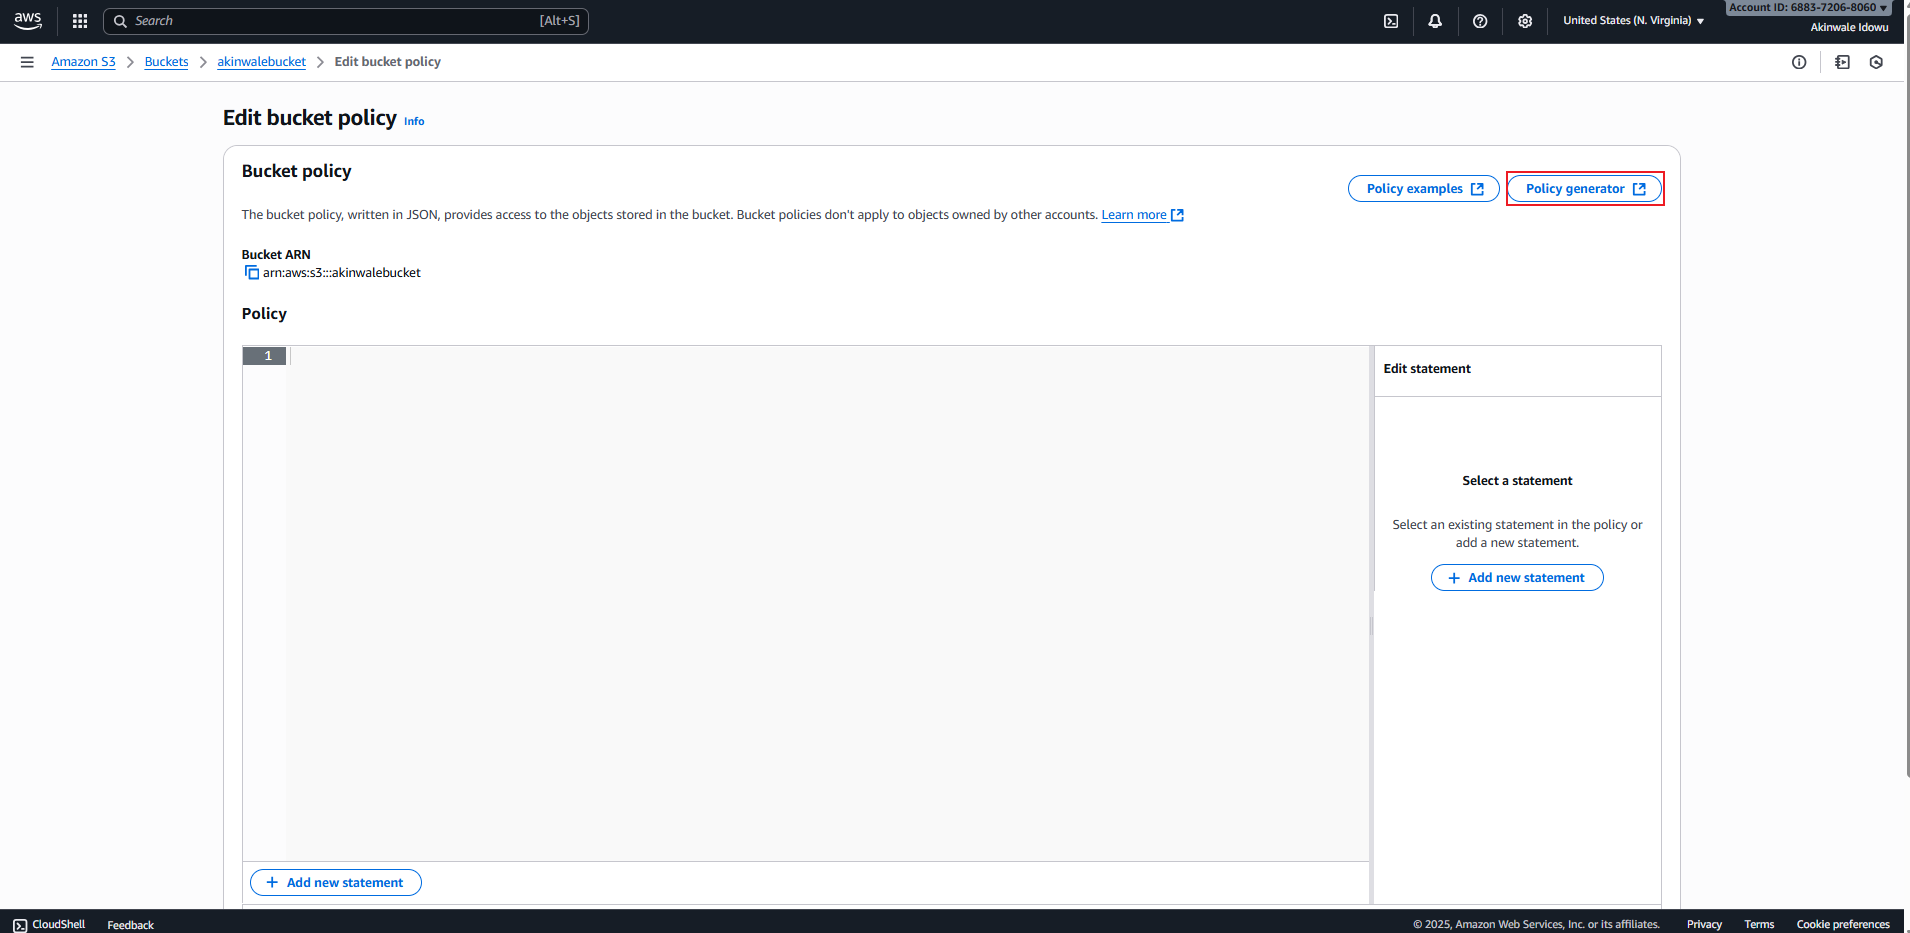 aws
Search [Alt+S]
United States (N. Virginia)
Account ID: 6883-7206-8060
Akinwale Idowu
Amazon S3 > Buckets > akinwalebucket > Edit bucket policy
Edit bucket policy Info
Bucket policy
Policy examples
Policy generator
The bucket policy, written in JSON, provides access to the objects stored in the bucket. Bucket policies don't apply to objects owned by other accounts. Learn more
Bucket ARN
arn:aws:s3:::akinwalebucket
Policy
1
Edit statement
Select a statement
Select an existing statement in the policy or
add a new statement.
+ Add new statement
+ Add new statement
CloudShell Feedback
© 2025, Amazon Web Services, Inc. or its affiliates. Privacy Terms Cookie preferences